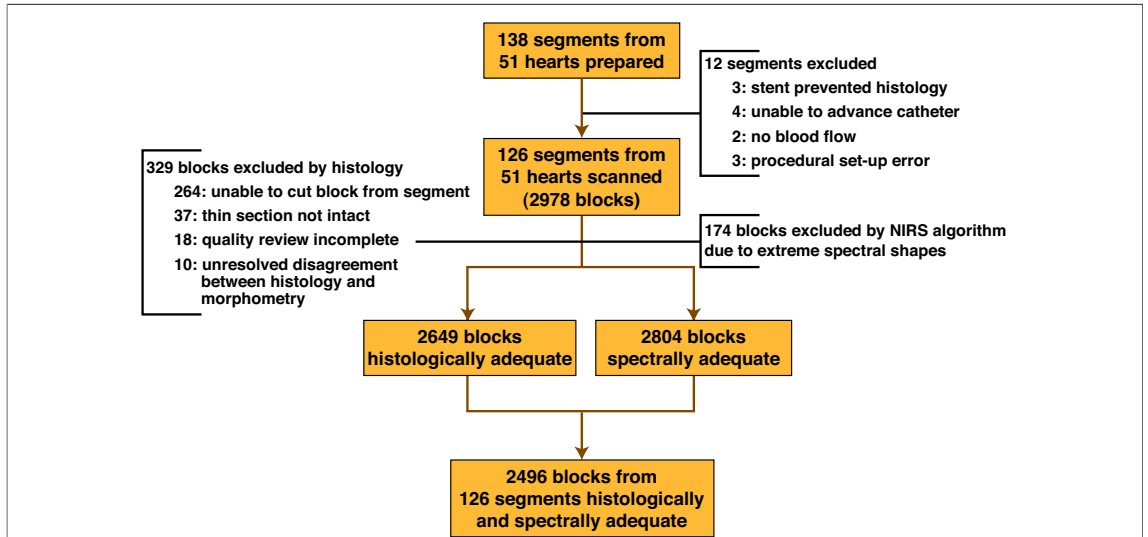 138 segments from
51 hearts prepared
12 segments excluded
3: stent prevented histology
4: unable to advance catheter
2: no blood flow
3: procedural set-up error
126 segments from
51 hearts scanned
(2978 blocks)
329 blocks excluded by histology
264: unable to cut block from segment
37: thin section not intact
18: quality review incomplete
10: unresolved disagreement
between histology and
morphometry
174 blocks excluded by NIRS algorithm
due to extreme spectral shapes
2649 blocks
histologically adequate
2804 blocks
spectrally adequate
2496 blocks from
126 segments histologically
and spectrally adequate